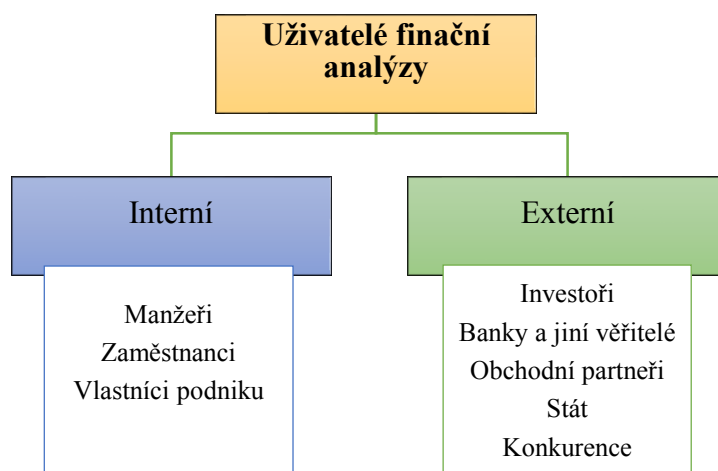 Uživatelé finační
analýzy
Interní
Externí
Manžeři
Zaměstnanci
Vlastníci podniku
Investoři
Banky a jiní věřitelé
Obchodní partneři
Stát
Konkurence